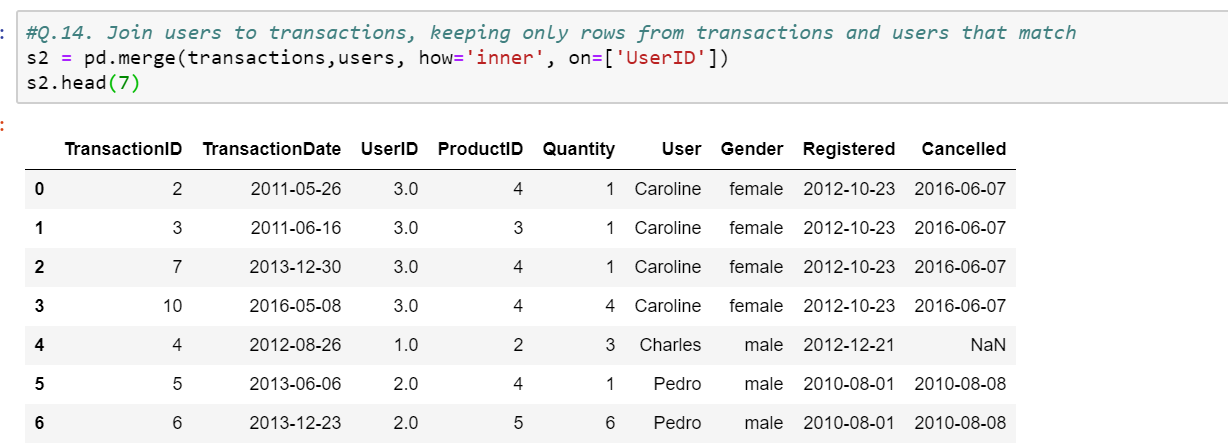 #Q.14. Join users to transactions, keeping only rows from transactions and users that match
s2 = pd.merge(transactions,users, how='inner', on=['UserID'])
s2.head(7)
TransactionID TransactionDate UserID ProductID Quantity User Gender Registered Cancelled
0 2 2011-05-26 3.0 4 1 Caroline female 2012-10-23 2016-06-07
1 3 2011-06-16 3.0 3 1 Caroline female 2012-10-23 2016-06-07
2 7 2013-12-30 3.0 4 1 Caroline female 2012-10-23 2016-06-07
3 10 2016-05-08 3.0 4 4 Caroline female 2012-10-23 2016-06-07
4 4 2012-08-26 1.0 2 3 Charles male 2012-12-21 NaN
5 5 2013-06-06 2.0 4 1 Pedro male 2010-08-01 2010-08-08
6 6 2013-12-23 2.0 5 6 Pedro male 2010-08-01 2010-08-08